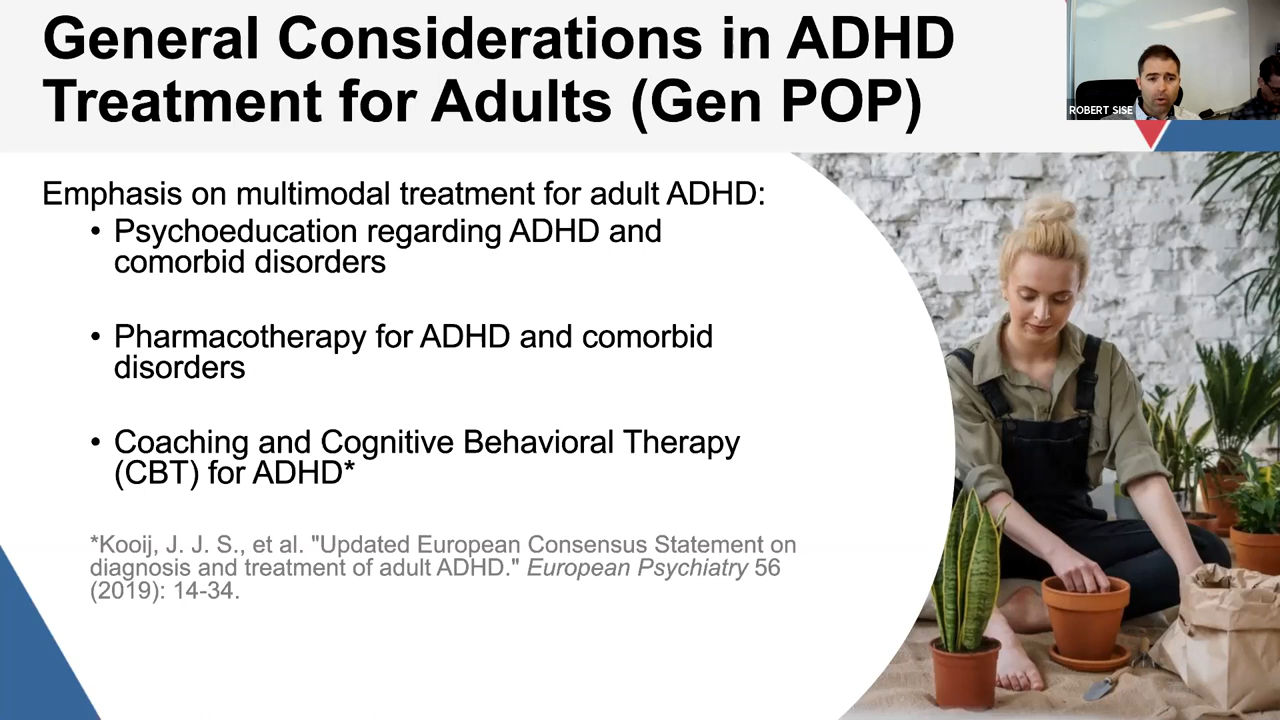 General Considerations in ADHD
Treatment for Adults (Gen POP)
ROBERT SISE
Emphasis on multimodal treatment for adult ADHD:
• Psychoeducation regarding ADHD and
comorbid disorders
• Pharmacotherapy for ADHD and comorbid
disorders
• Coaching and Cognitive Behavioral Therapy
(CBT) for ADHD*
*Kooij, J. J. S., et al. "Updated European Consensus Statement on
diagnosis and treatment of adult ADHD." European Psychiatry 56
(2019): 14-34.